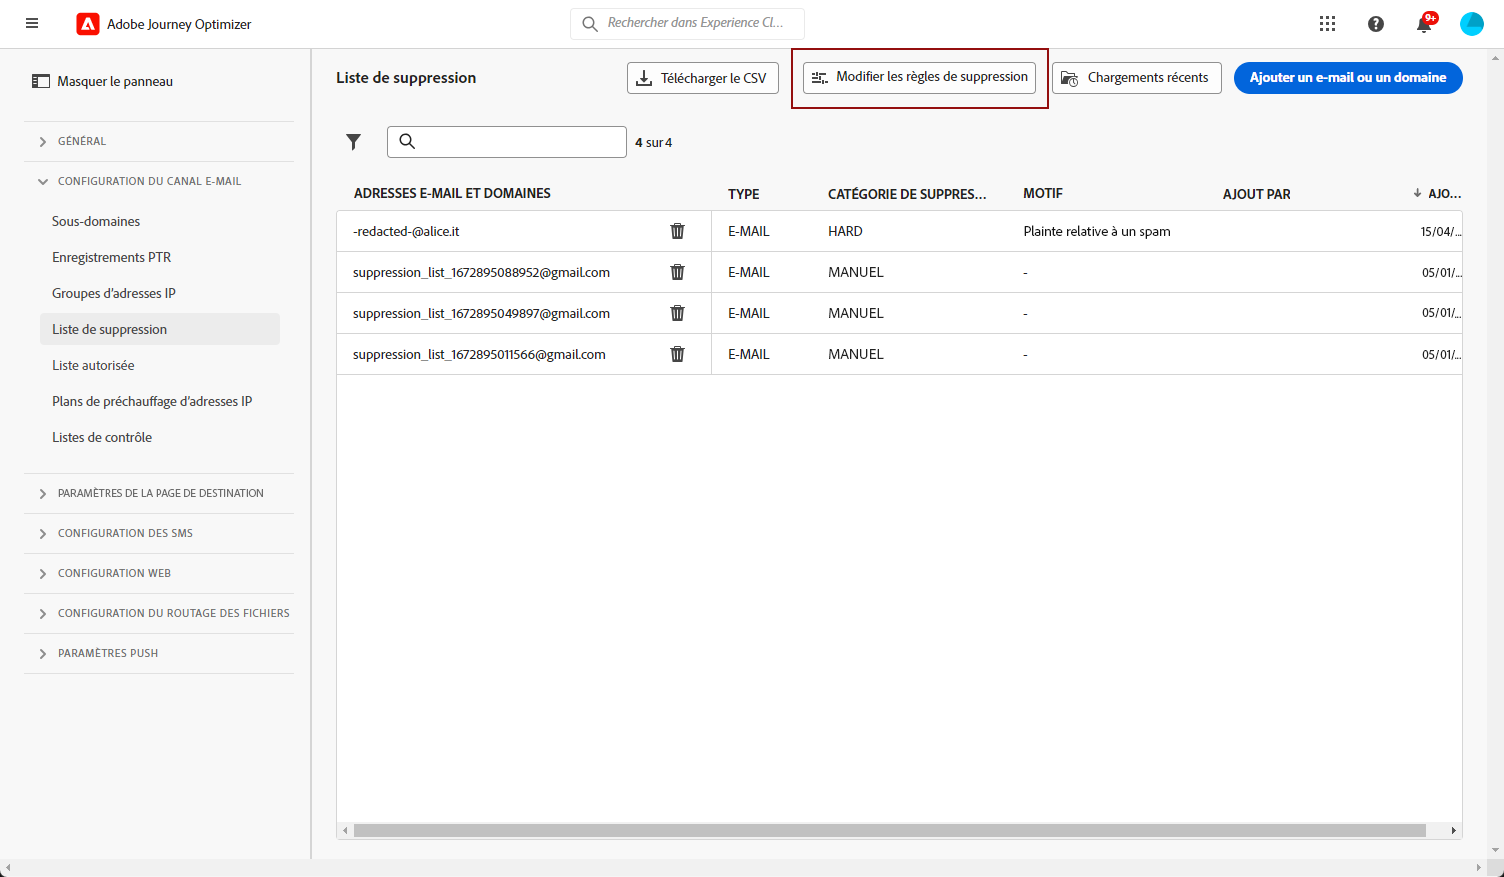 Adobe Journey Optimizer
Rechercher dans Experience Cl...
9+
Masquer le panneau
GÉNÉRAL
CONFIGURATION DU CANAL E-MAIL
Sous-domaines
Enregistrements PTR
Groupes d’adresses IP
Liste de suppression
Liste autorisée
Plans de préchauffage d’adresses IP
Listes de contrôle
PARAMÈTRES DE LA PAGE DE DESTINATION
CONFIGURATION DES SMS
CONFIGURATION WEB
CONFIGURATION DU ROUTAGE DES FICHIERS
PARAMÈTRES PUSH
Liste de suppression
Télécharger le CSV
Modifier les règles de suppression
Chargements récents
Ajouter un e-mail ou un domaine
4 sur 4
ADRESSES E-MAIL ET DOMAINES TYPE CATÉGORIE DE SUPPRES... MOTIF AJOUT PAR AJO...
-redacted-@alice.it E-MAIL HARD Plainte relative à un spam 15/04/...
suppression_list_1672895088952@gmail.com E-MAIL MANUEL - 05/01/...
suppression_list_1672895049897@gmail.com E-MAIL MANUEL - 05/01/...
suppression_list_1672895011566@gmail.com E-MAIL MANUEL - 05/01/...